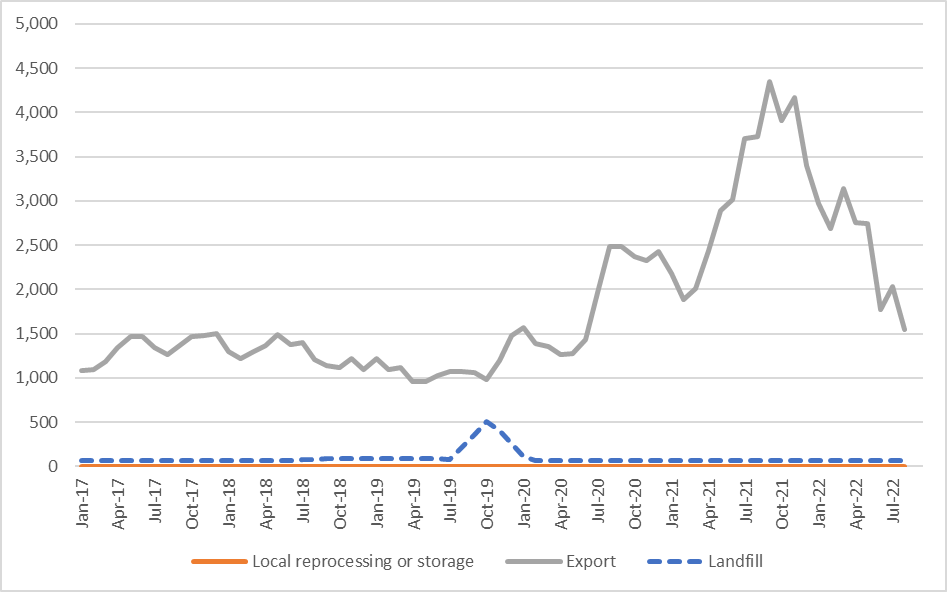 5,000
4,500
4,000
3,500
3,000
2,500
2,000
1,500
1,000
500
0
Jan-17
Apr-17
Jul-17
Oct-17
Jan-18
Apr-18
Jul-18
Oct-18
Jan-19
Apr-19
Jul-19
Oct-19
Jan-20
Apr-20
Jul-20
Oct-20
Jan-21
Apr-21
Jul-21
Oct-21
Jan-22
Apr-22
Jul-22
Local reprocessing or storage
Export
Landfill